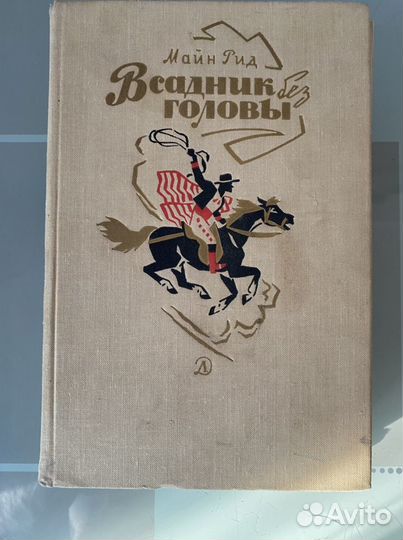 Майн Рид
Всадник без
головы
Д
Avito